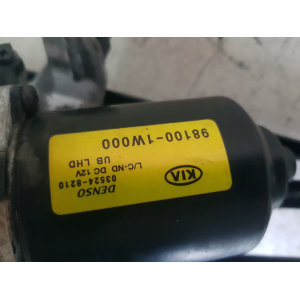 98100-1W000
KIA
UB LHD
L/C-ND DC 12V
03524-8210
DENSO